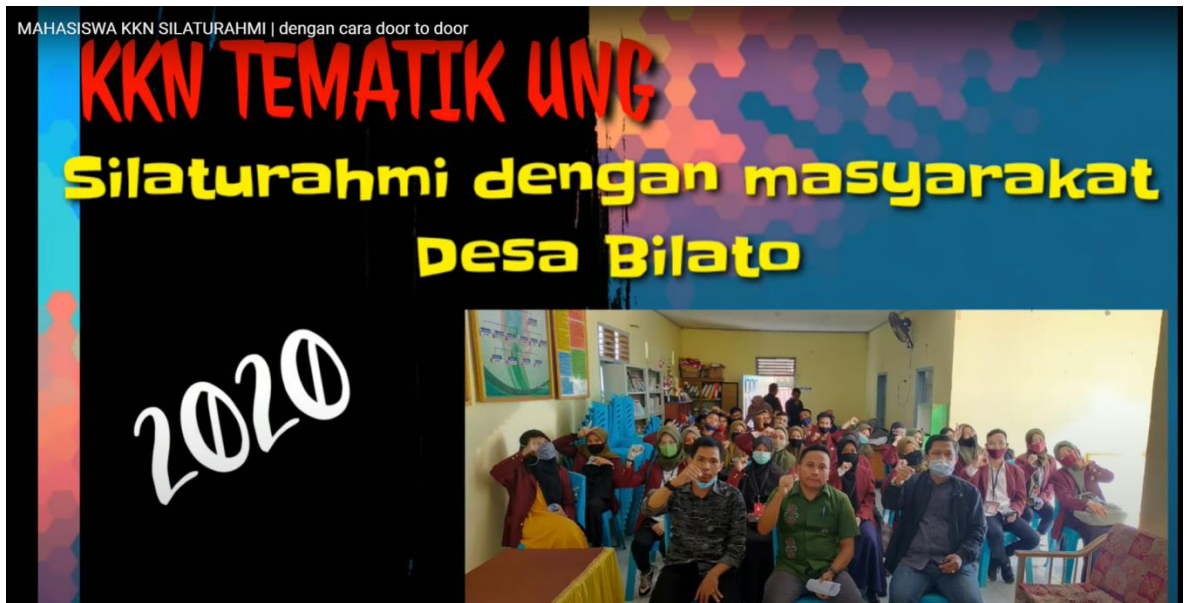 MAHASISWA KKN SILATURAHMI | dengan cara door to door
KKN TEMATIK UNG
Silaturahmi dengan masyarakat
Desa Bilato
2020